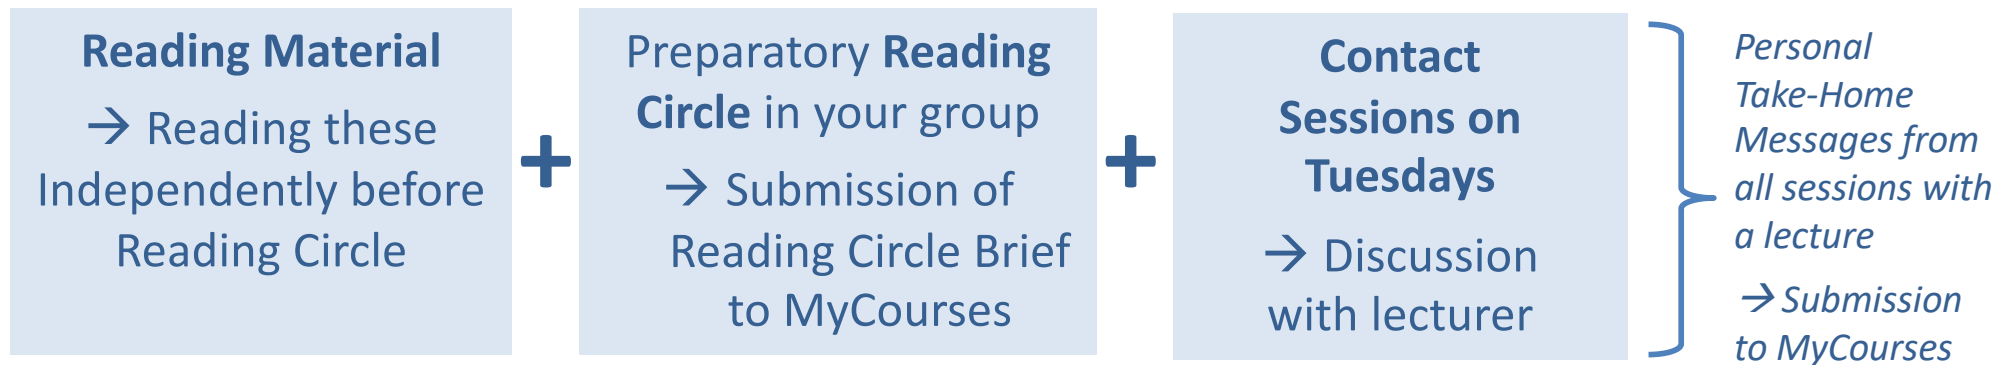 Reading Material
→ Reading these
Independently before
Reading Circle
+
Preparatory Reading
Circle in your group
→ Submission of
Reading Circle Brief
to MyCourses
+
Contact
Sessions on
Tuesdays
→ Discussion
with lecturer
Personal
Take-Home
Messages from
all sessions with
a lecture
→ Submission
to MyCourses